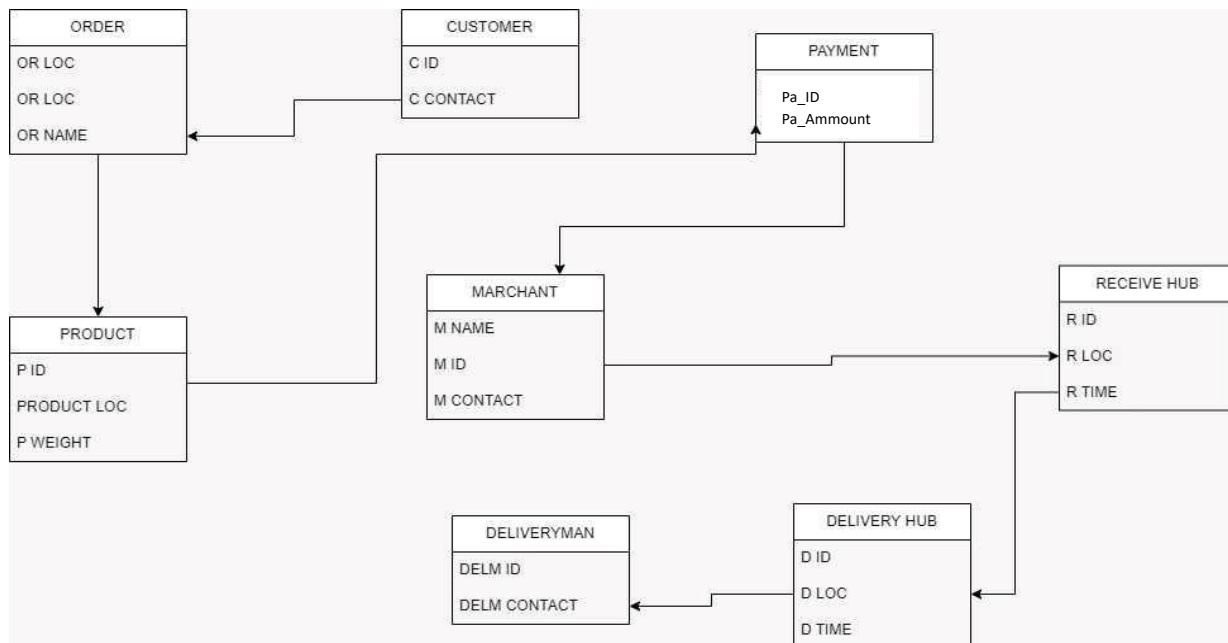 ORDER
OR LOC
OR LOC
OR NAME
CUSTOMER
C ID
C CONTACT
PAYMENT
Pa_ID
Pa_Ammount
MARCHANT
M NAME
M ID
M CONTACT
RECEIVE HUB
R ID
R LOC
R TIME
PRODUCT
P ID
PRODUCT LOC
P WEIGHT
DELIVERYMAN
DELM ID
DELM CONTACT
DELIVERY HUB
D ID
D LOC
D TIME